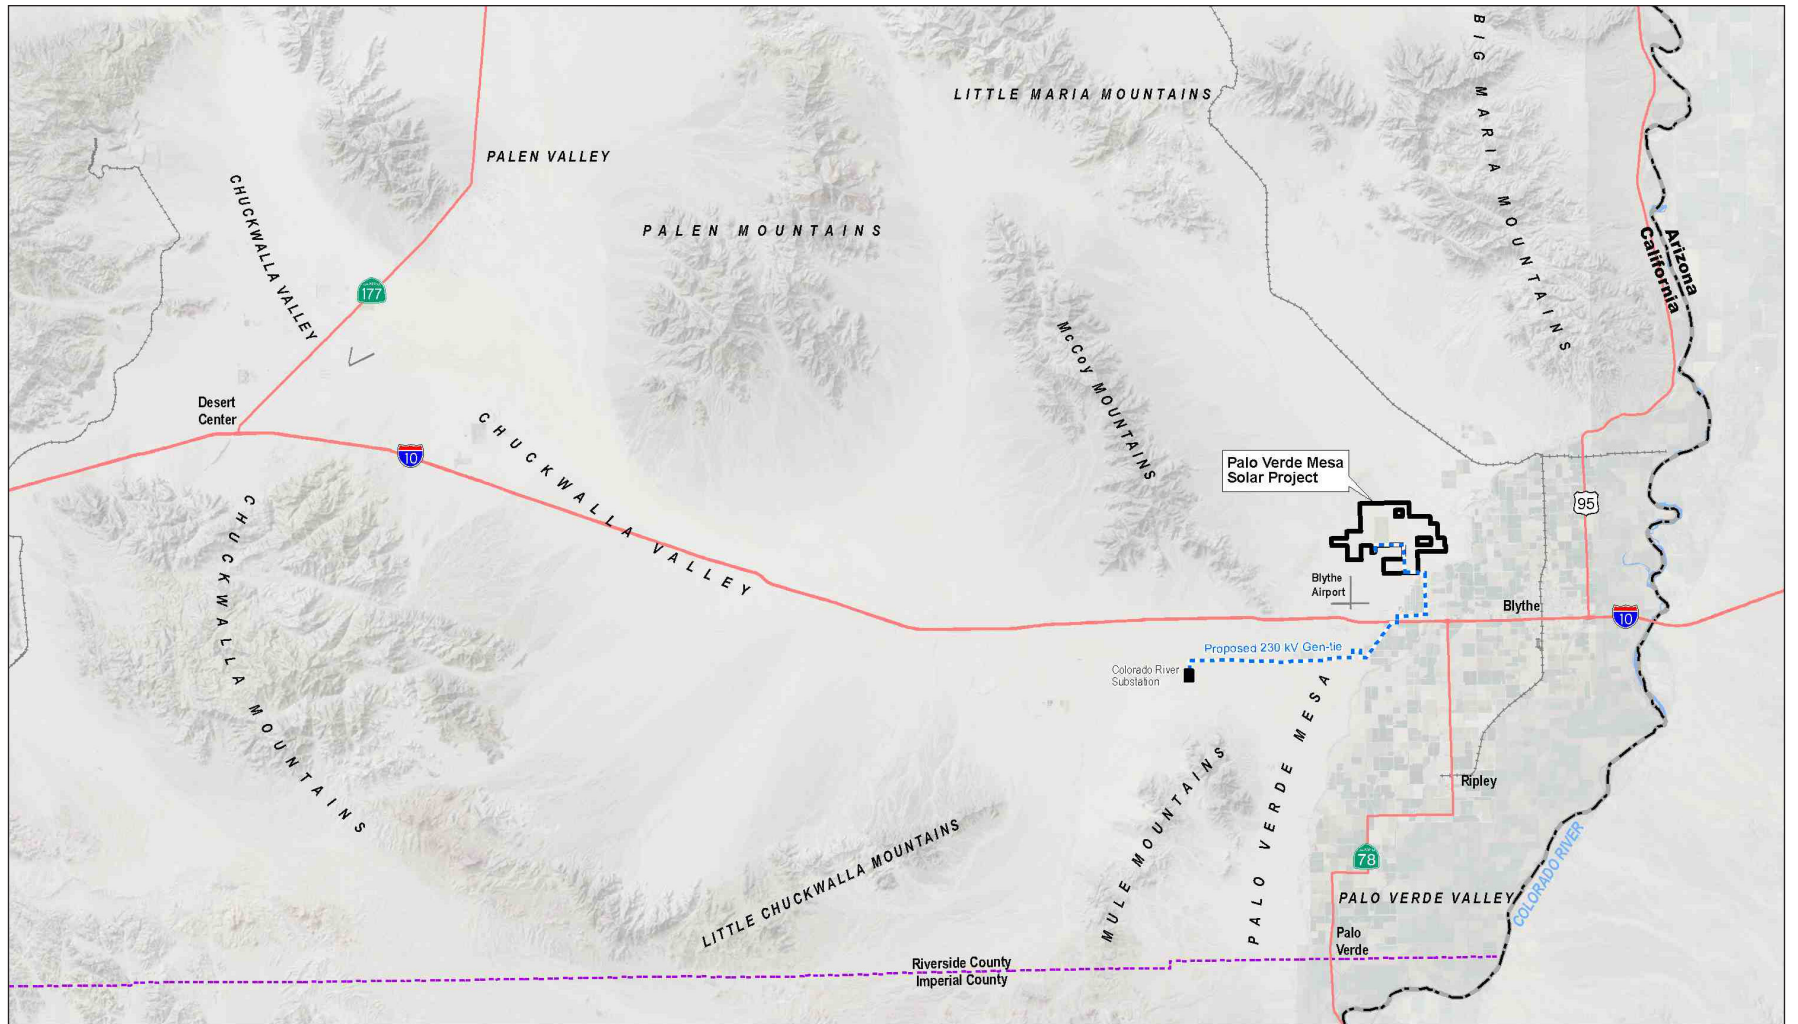 BIG MARIA MOUNTAINS
LITTLE MARIA MOUNTAINS
PALEN VALLEY
CHUCKWALLA VALLEY
PALEN MOUNTAINS
177
Arizona
California
McCoy MOUNTAINS
Desert
Center
10
CHUCKWALLA VALLEY
Palo Verde Mesa
Solar Project
95
CHUCKWALLA MOUNTAINS
Blythe
Airport
Blythe
10
Proposed 230 kV Gen-tie
Colorado River
Substation
PALO VERDE MESA
MULE MOUNTAINS
Ripley
LITTLE CHUCKWALLA MOUNTAINS
78
COLORADO RIVER
PALO VERDE VALLEY
Palo
Verde
Riverside County
Imperial County